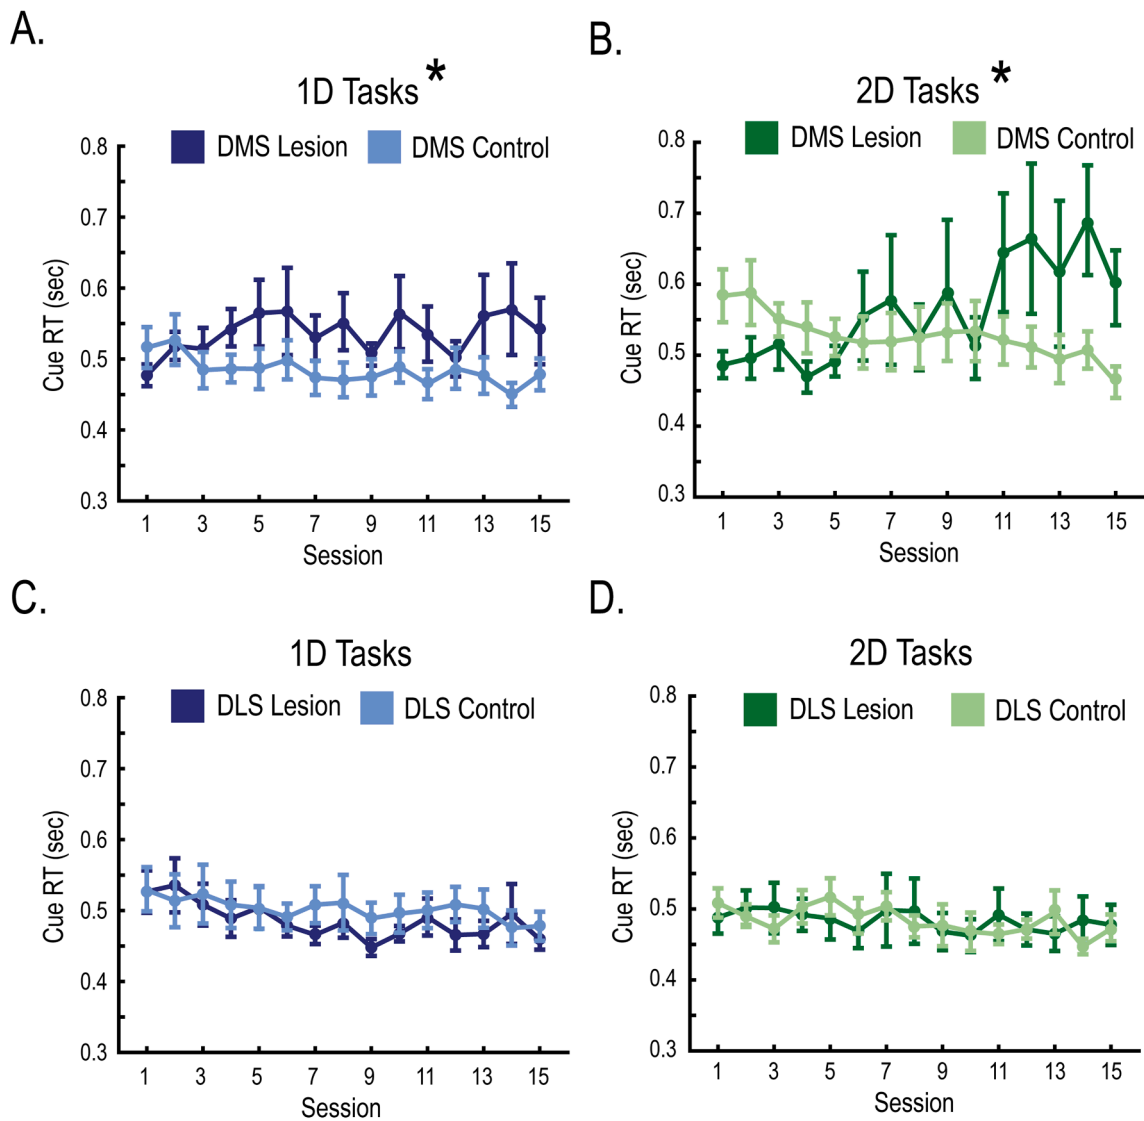 A.
1D Tasks *
DMS Lesion DMS Control
0.8
0.7
0.6
0.5
0.4
0.3
Cue RT (sec)
1 3 5 7 9 11 13 15
Session
B.
2D Tasks *
DMS Lesion DMS Control
0.8
0.7
0.6
0.5
0.4
0.3
Cue RT (sec)
1 3 5 7 9 11 13 15
Session
C.
1D Tasks
DLS Lesion DLS Control
0.8
0.7
0.6
0.5
0.4
0.3
Cue RT (sec)
1 3 5 7 9 11 13 15
Session
D.
2D Tasks
DLS Lesion DLS Control
0.8
0.7
0.6
0.5
0.4
0.3
Cue RT (sec)
1 3 5 7 9 11 13 15
Session